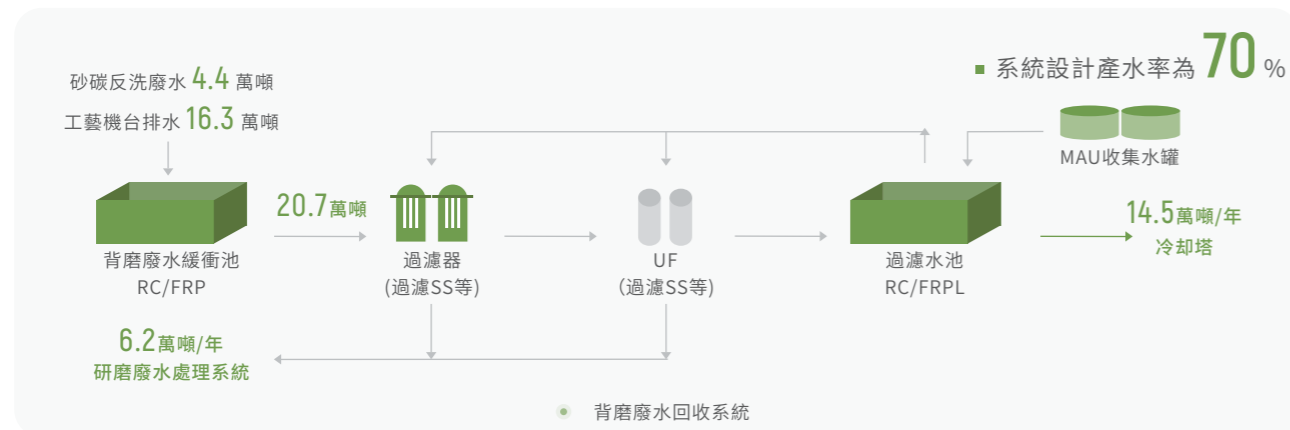 砂碳反洗廢水 4.4 萬噸
工藝機台排水 16.3 萬噸
▪ 系統設計產水率為 70 %
MAU收集水罐
20.7萬噸
14.5萬噸/年
冷却塔
背磨廢水緩衝池
RC/FRP
過濾器
(過濾SS等)
UF
（過濾SS等)
過濾水池
RC/FRPL
6.2萬噸/年
研磨廢水處理系統
背磨廢水回收系統